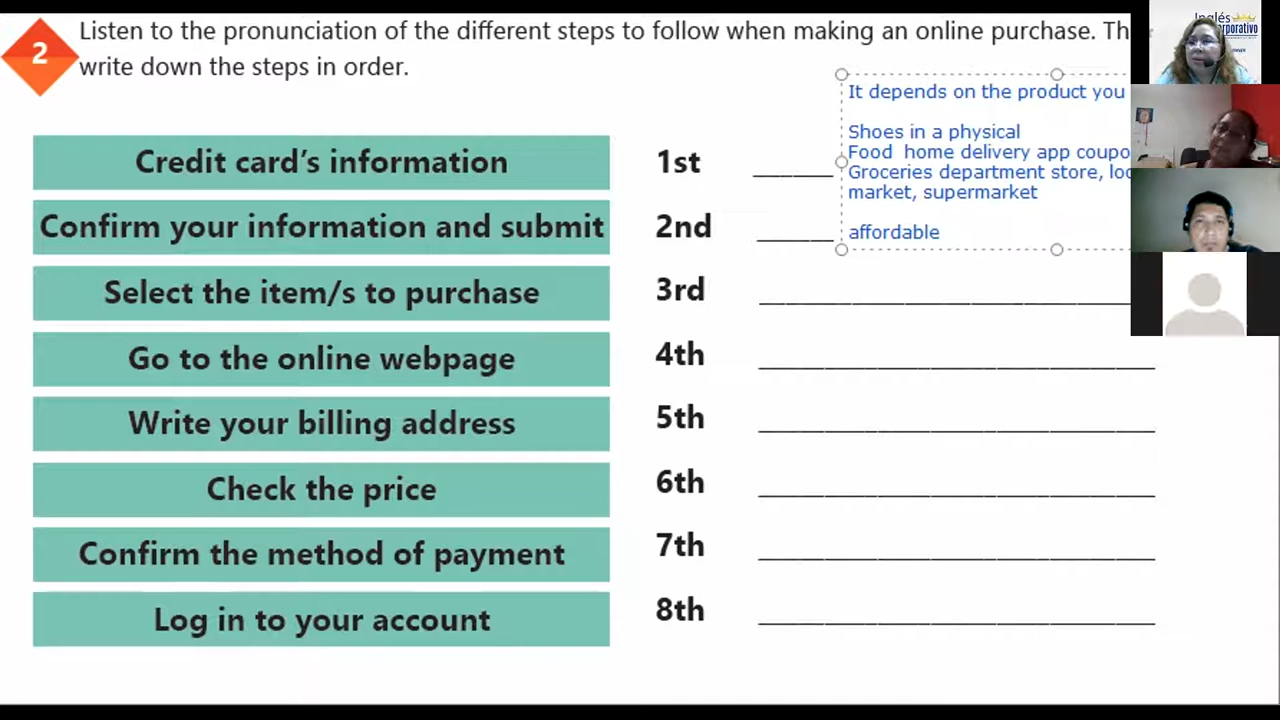 2
Listen to the pronunciation of the different steps to follow when making an online purchase.
write down the steps in order.
Credit card's information
Confirm your information and submit
Select the item/s to purchase
Go to the online webpage
Write your billing address
Check the price
Confirm the method of payment
Log in to your account
1st
2nd
3rd
4th
5th
6th
7th
8th
It depends on the product you
Shoes in a physical
Food home delivery app
Groceries department store,
market, supermarket
affordable
Inglés